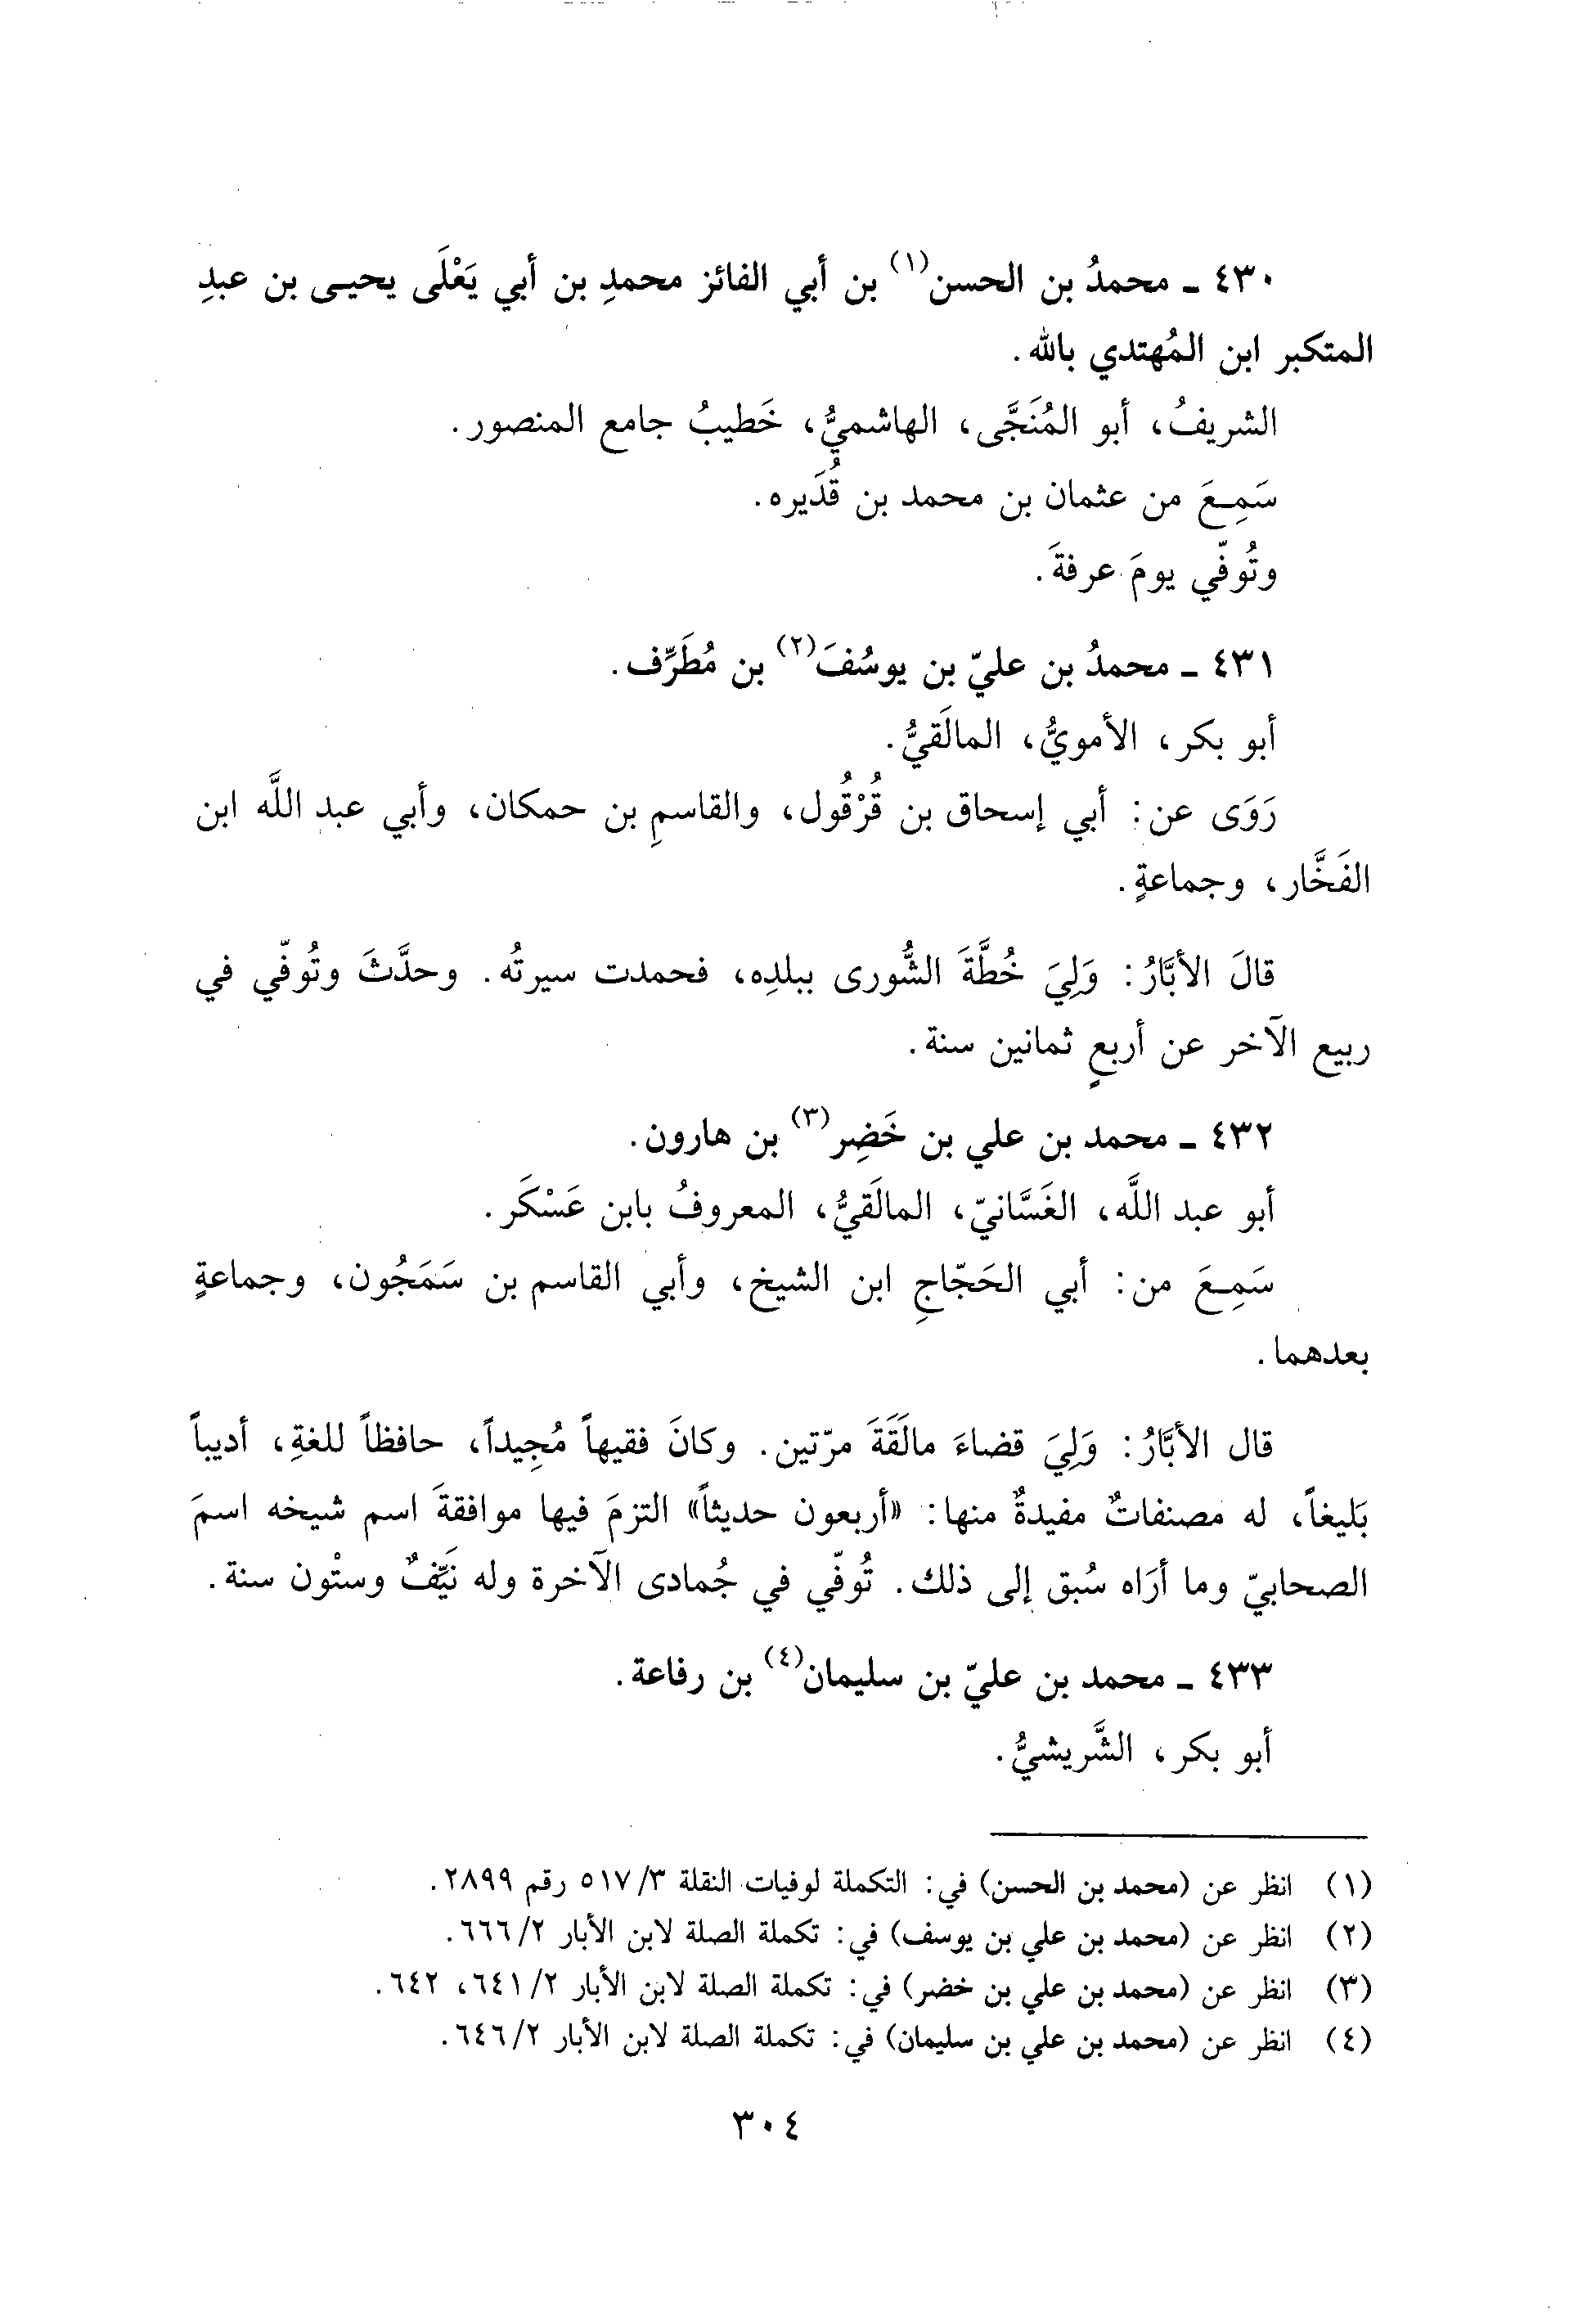 ٤٣٠ ـ محمدُ بن الحسن(١) بن أبي الفائز محمدِ بن أبي يَعْلَى يحيـى بن عبدِ
المتكبر ابن المُهتدي بالله.
الشريفُ، أبو المُنَجَّى، الهاشميُّ، خَطيبُ جامع المنصور.
سَمِـعَ من عثمان بن محمد بن قُدَيره.
وتُوفّي يومَ عرفةَ.
٤٣١ ـ محمدُ بن عليّ بن يوسُفَ(٢) بن مُطَرِّف.
أبو بكر، الأمويُّ، المالَقيُّ.
رَوَى عن: أبي إسحاق بن قُرْقُول، والقاسمِ بن حمكان، وأبي عبد اللَّه ابن
الفَخَّار، وجماعةٍ.
قالَ الأبَّارُ: وَلِيَ خُطَّةَ الشُّورى ببلدِه، فحمدت سيرتُه. وحدَّثَ وتُوفّي في
ربيع الآخر عن أربعٍ ثمانين سنة.
٤٣٢ ـ محمد بن علي بن خَضِر(٣) بن هارون.
أبو عبد اللَّه، الغَسَّانيّ، المالَقيُّ، المعروفُ بابن عَسْكَر.
سَمِـعَ من: أبي الحَجّاجِ ابن الشيخ، وأبي القاسم بن سَمَجُون، وجماعةٍ
بعدهما.
قال الأبَّارُ: وَلِيَ قضاءَ مالَقَةَ مرّتين. وكانَ فقيهاً مُجِيداً، حافظاً للغةِ، أديباً
بَليغاً، له مصنفاتٌ مفيدةٌ منها: «أربعون حديثاً» التزمَ فيها موافقةَ اسم شيخه اسمَ
الصحابيّ وما أرَاه سُبق إلى ذلك. تُوفّي في جُمادى الآخرة وله نَيِّفٌ وستْون سنة.
٤٣٣ ـ محمد بن عليّ بن سليمان(٤) بن رفاعة.
أبو بكر، الشَّريشيُّ.
(١) انظر عن (محمد بن الحسن) في: التكملة لوفيات النقلة ٣/ ٥١٧ رقم ٢٨٩٩.
(٢) انظر عن (محمد بن علي بن يوسف) في: تكملة الصلة لابن الأبار ٢/ ٦٦٦.
(٣) انظر عن (محمد بن علي بن خضر) في: تكملة الصلة لابن الأبار ٢/ ٦٤١، ٦٤٢.
(٤) انظر عن (محمد بن علي بن سليمان) في: تكملة الصلة لابن الأبار ٢/ ٦٤٦.
٣٠٤